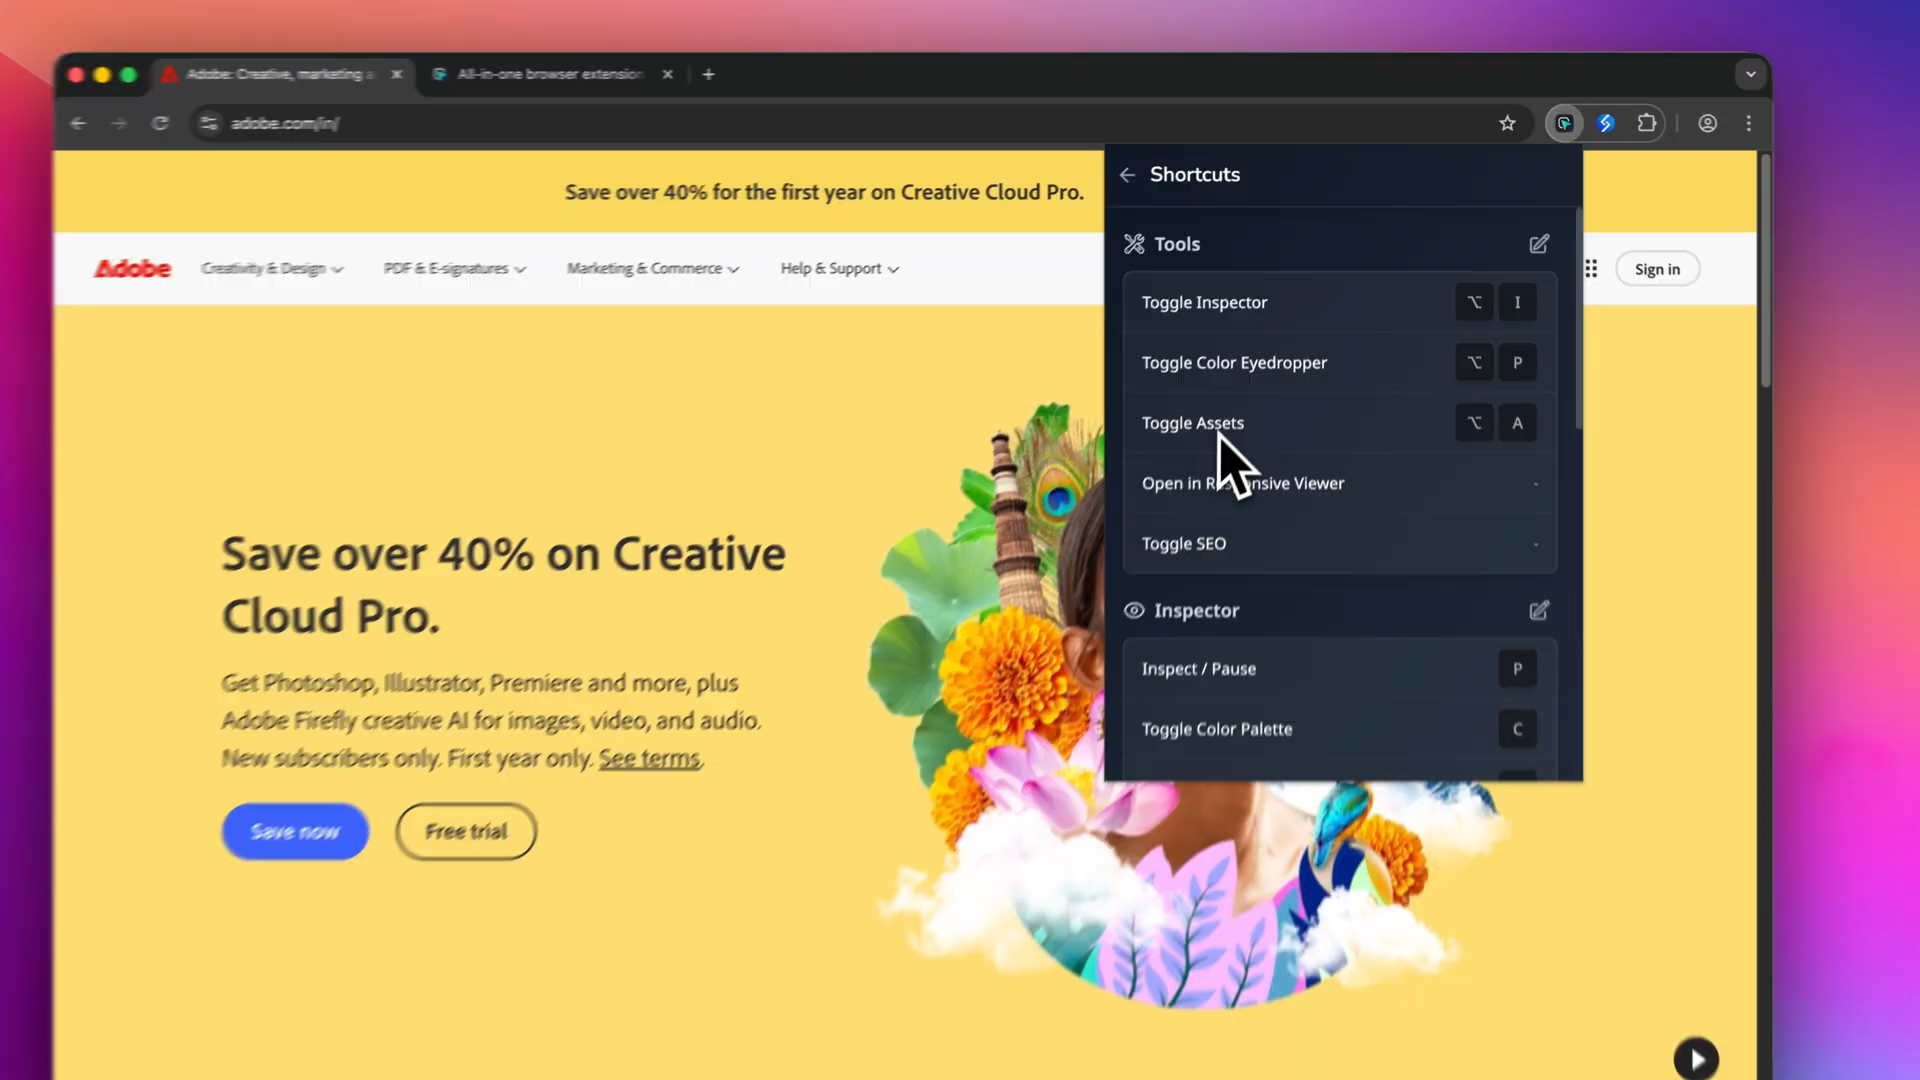 Adobe: Creative, marketing a
All-in-one browser extension
adobe.com/in/
Save over 40% for the first year on Creative Cloud Pro.
Adobe
Creativity & Design
PDF & E-signatures
Marketing & Commerce
Help & Support
Sign in
Save over 40% on Creative
Cloud Pro.
Get Photoshop, Illustrator, Premiere and more, plus
Adobe Firefly creative AI for images, video, and audio.
New subscribers only. First year only. See terms.
Save now
Free trial
Shortcuts
Tools
Toggle Inspector ⌥ I
Toggle Color Eyedropper ⌥ P
Toggle Assets ⌥ A
Open in Responsive Viewer -
Toggle SEO -
Inspector
Inspect / Pause P
Toggle Color Palette C